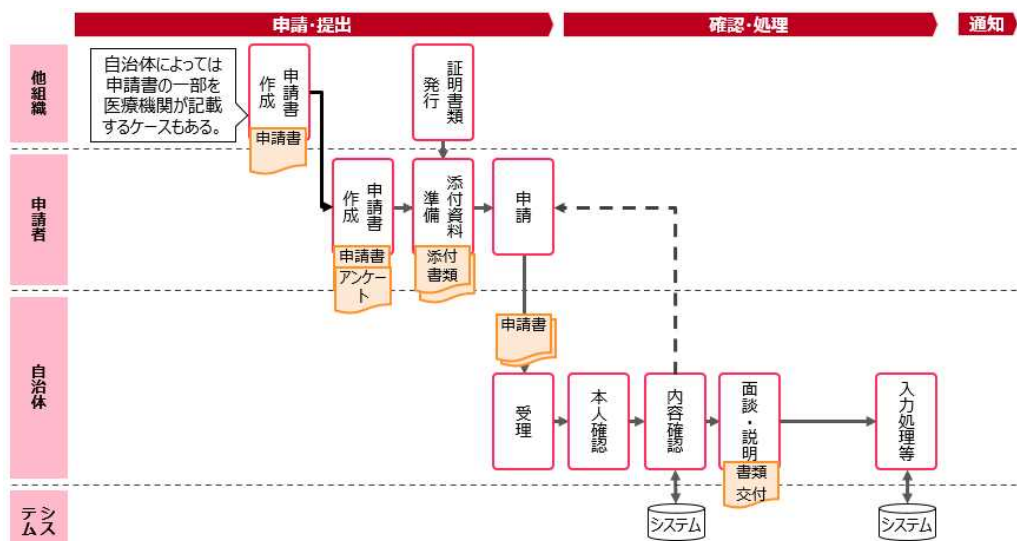 申請・提出
確認・処理
通知
他組織
自治体によっては
申請書の一部を
医療機関が記載
するケースもある。
申請書
作成
申請書
証明書類
発行
申請者
申請書
作成
申請書
アンケー
ト
添付資料
準備
添付
書類
申請
自治体
申請書
受理
本人確認
内容確認
面談・説明
書類
交付
入力処理等
シス
テム
システム
システム